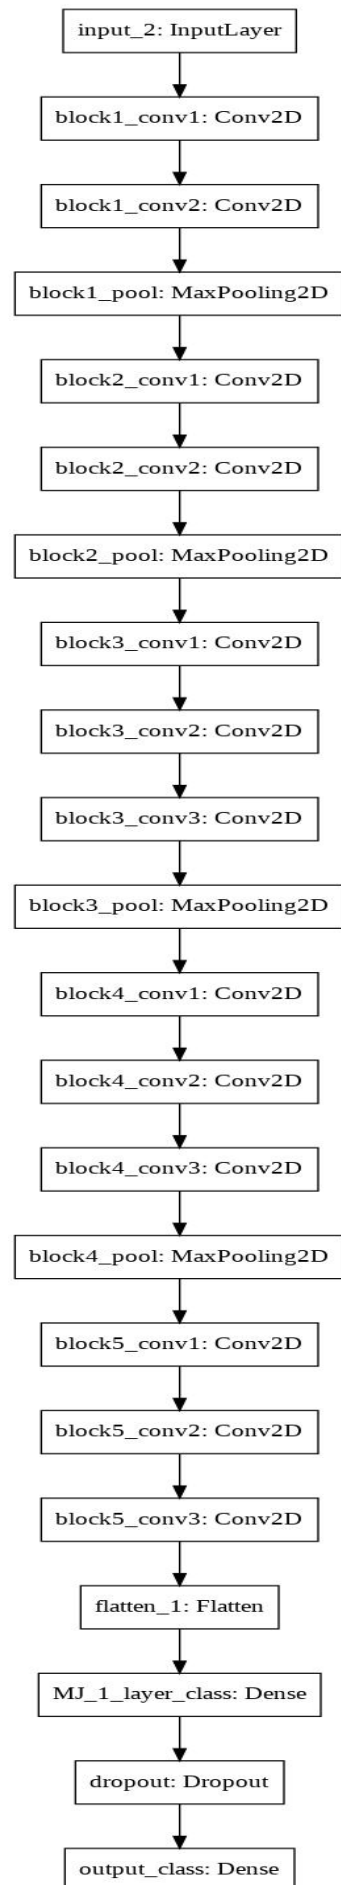 input_2: InputLayer
block1_conv1: Conv2D
block1_conv2: Conv2D
block1_pool: MaxPooling2D
block2_conv1: Conv2D
block2_conv2: Conv2D
block2_pool: MaxPooling2D
block3_conv1: Conv2D
block3_conv2: Conv2D
block3_conv3: Conv2D
block3_pool: MaxPooling2D
block4_conv1: Conv2D
block4_conv2: Conv2D
block4_conv3: Conv2D
block4_pool: MaxPooling2D
block5_conv1: Conv2D
block5_conv2: Conv2D
block5_conv3: Conv2D
flatten_1: Flatten
MJ_1_layer_class: Dense
dropout: Dropout
output_class: Dense